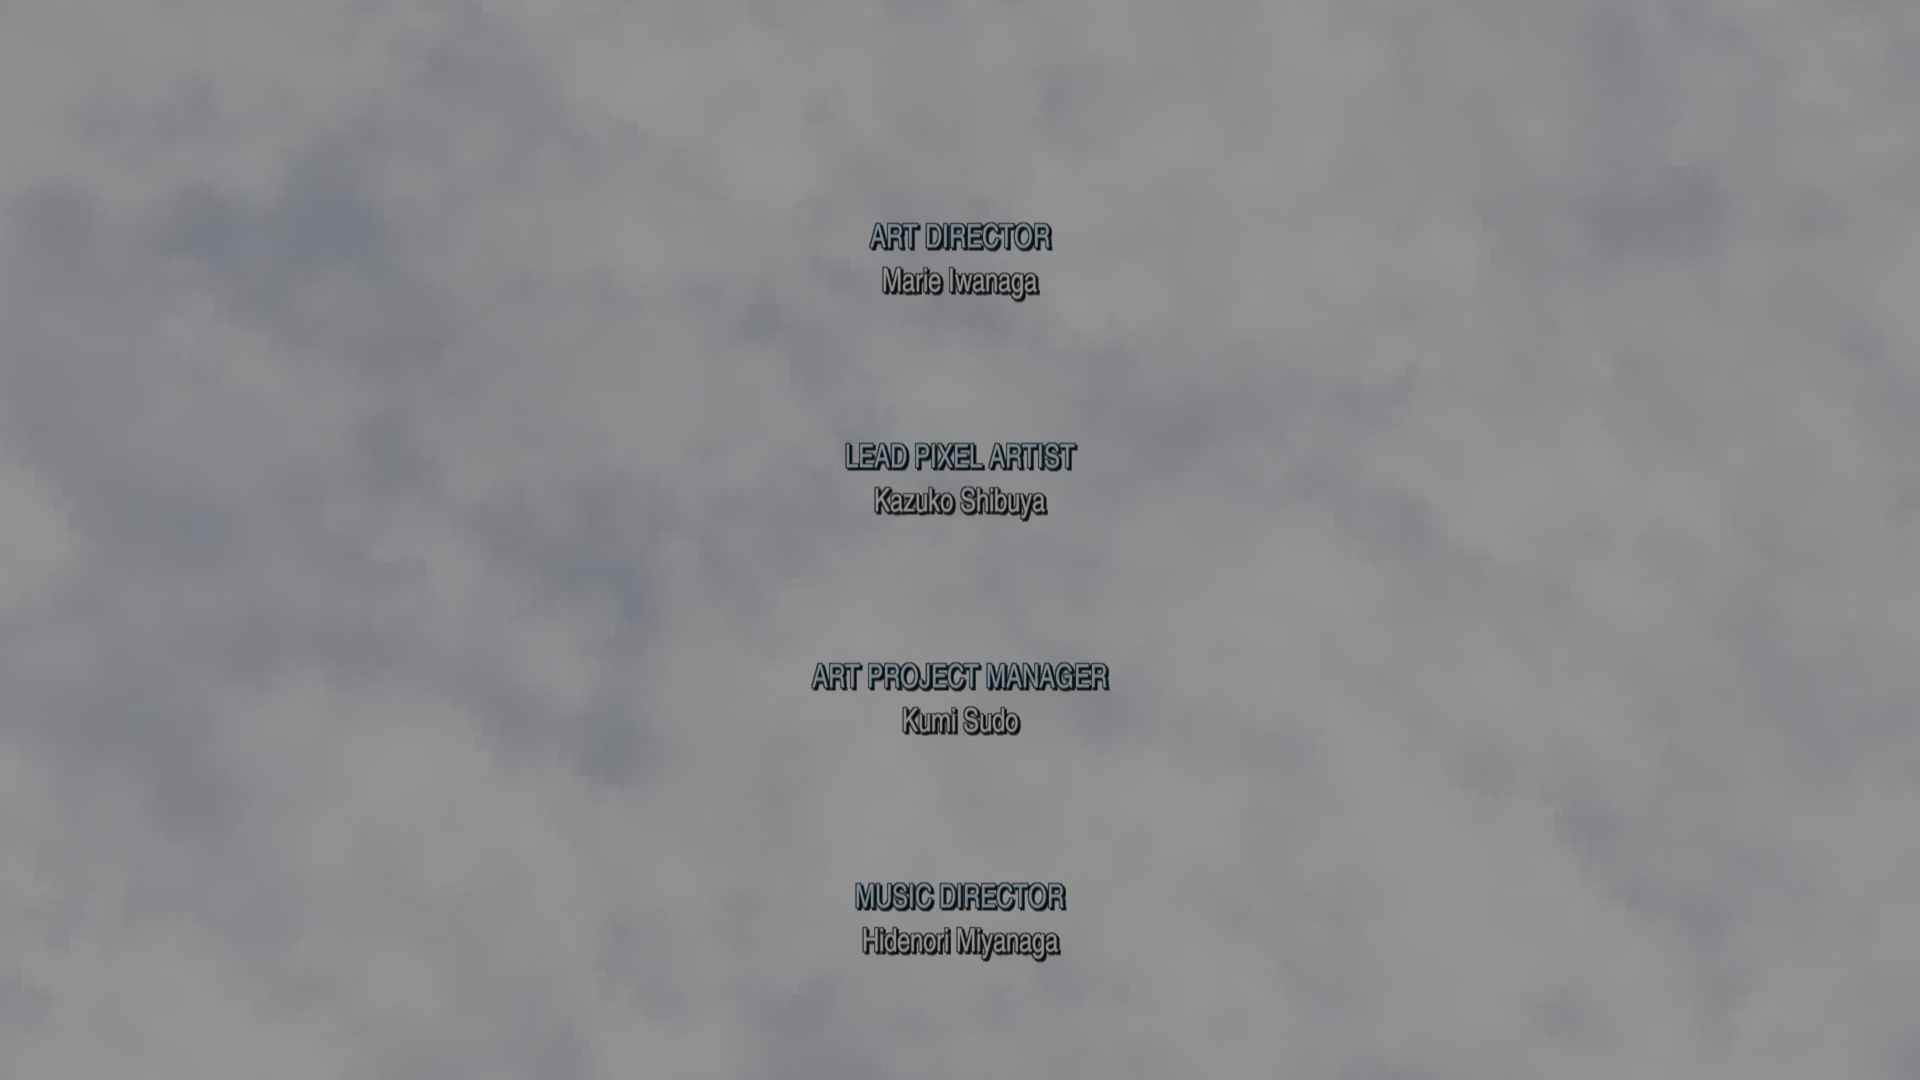 ART DIRECTOR
Marie Iwanaga
LEAD PIXEL ARTIST
Kazuko Shibuya
ART PROJECT MANAGER
Kumi Sudo
MUSIC DIRECTOR
Hidenori Miyanaga